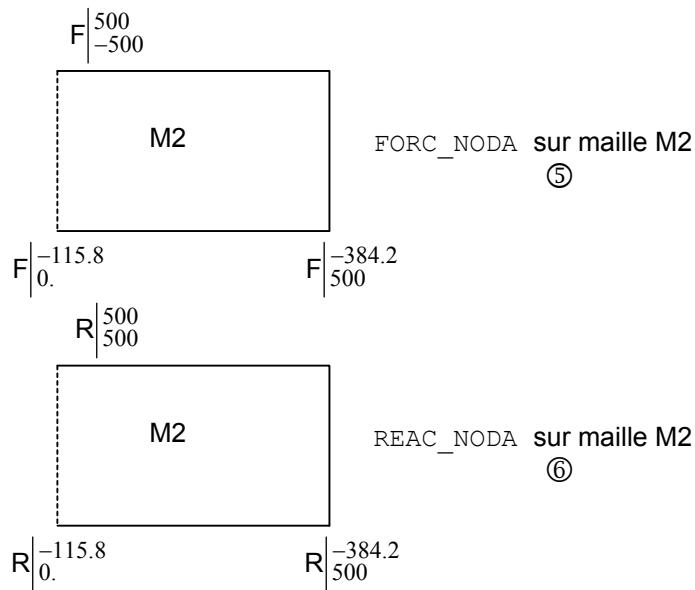 F 500
–500
M2
FORC_NODA sur maille M2
⑤
F –115.8
0.
F –384.2
500
R 500
500
M2
REAC_NODA sur maille M2
⑥
R –115.8
0.
R –384.2
500